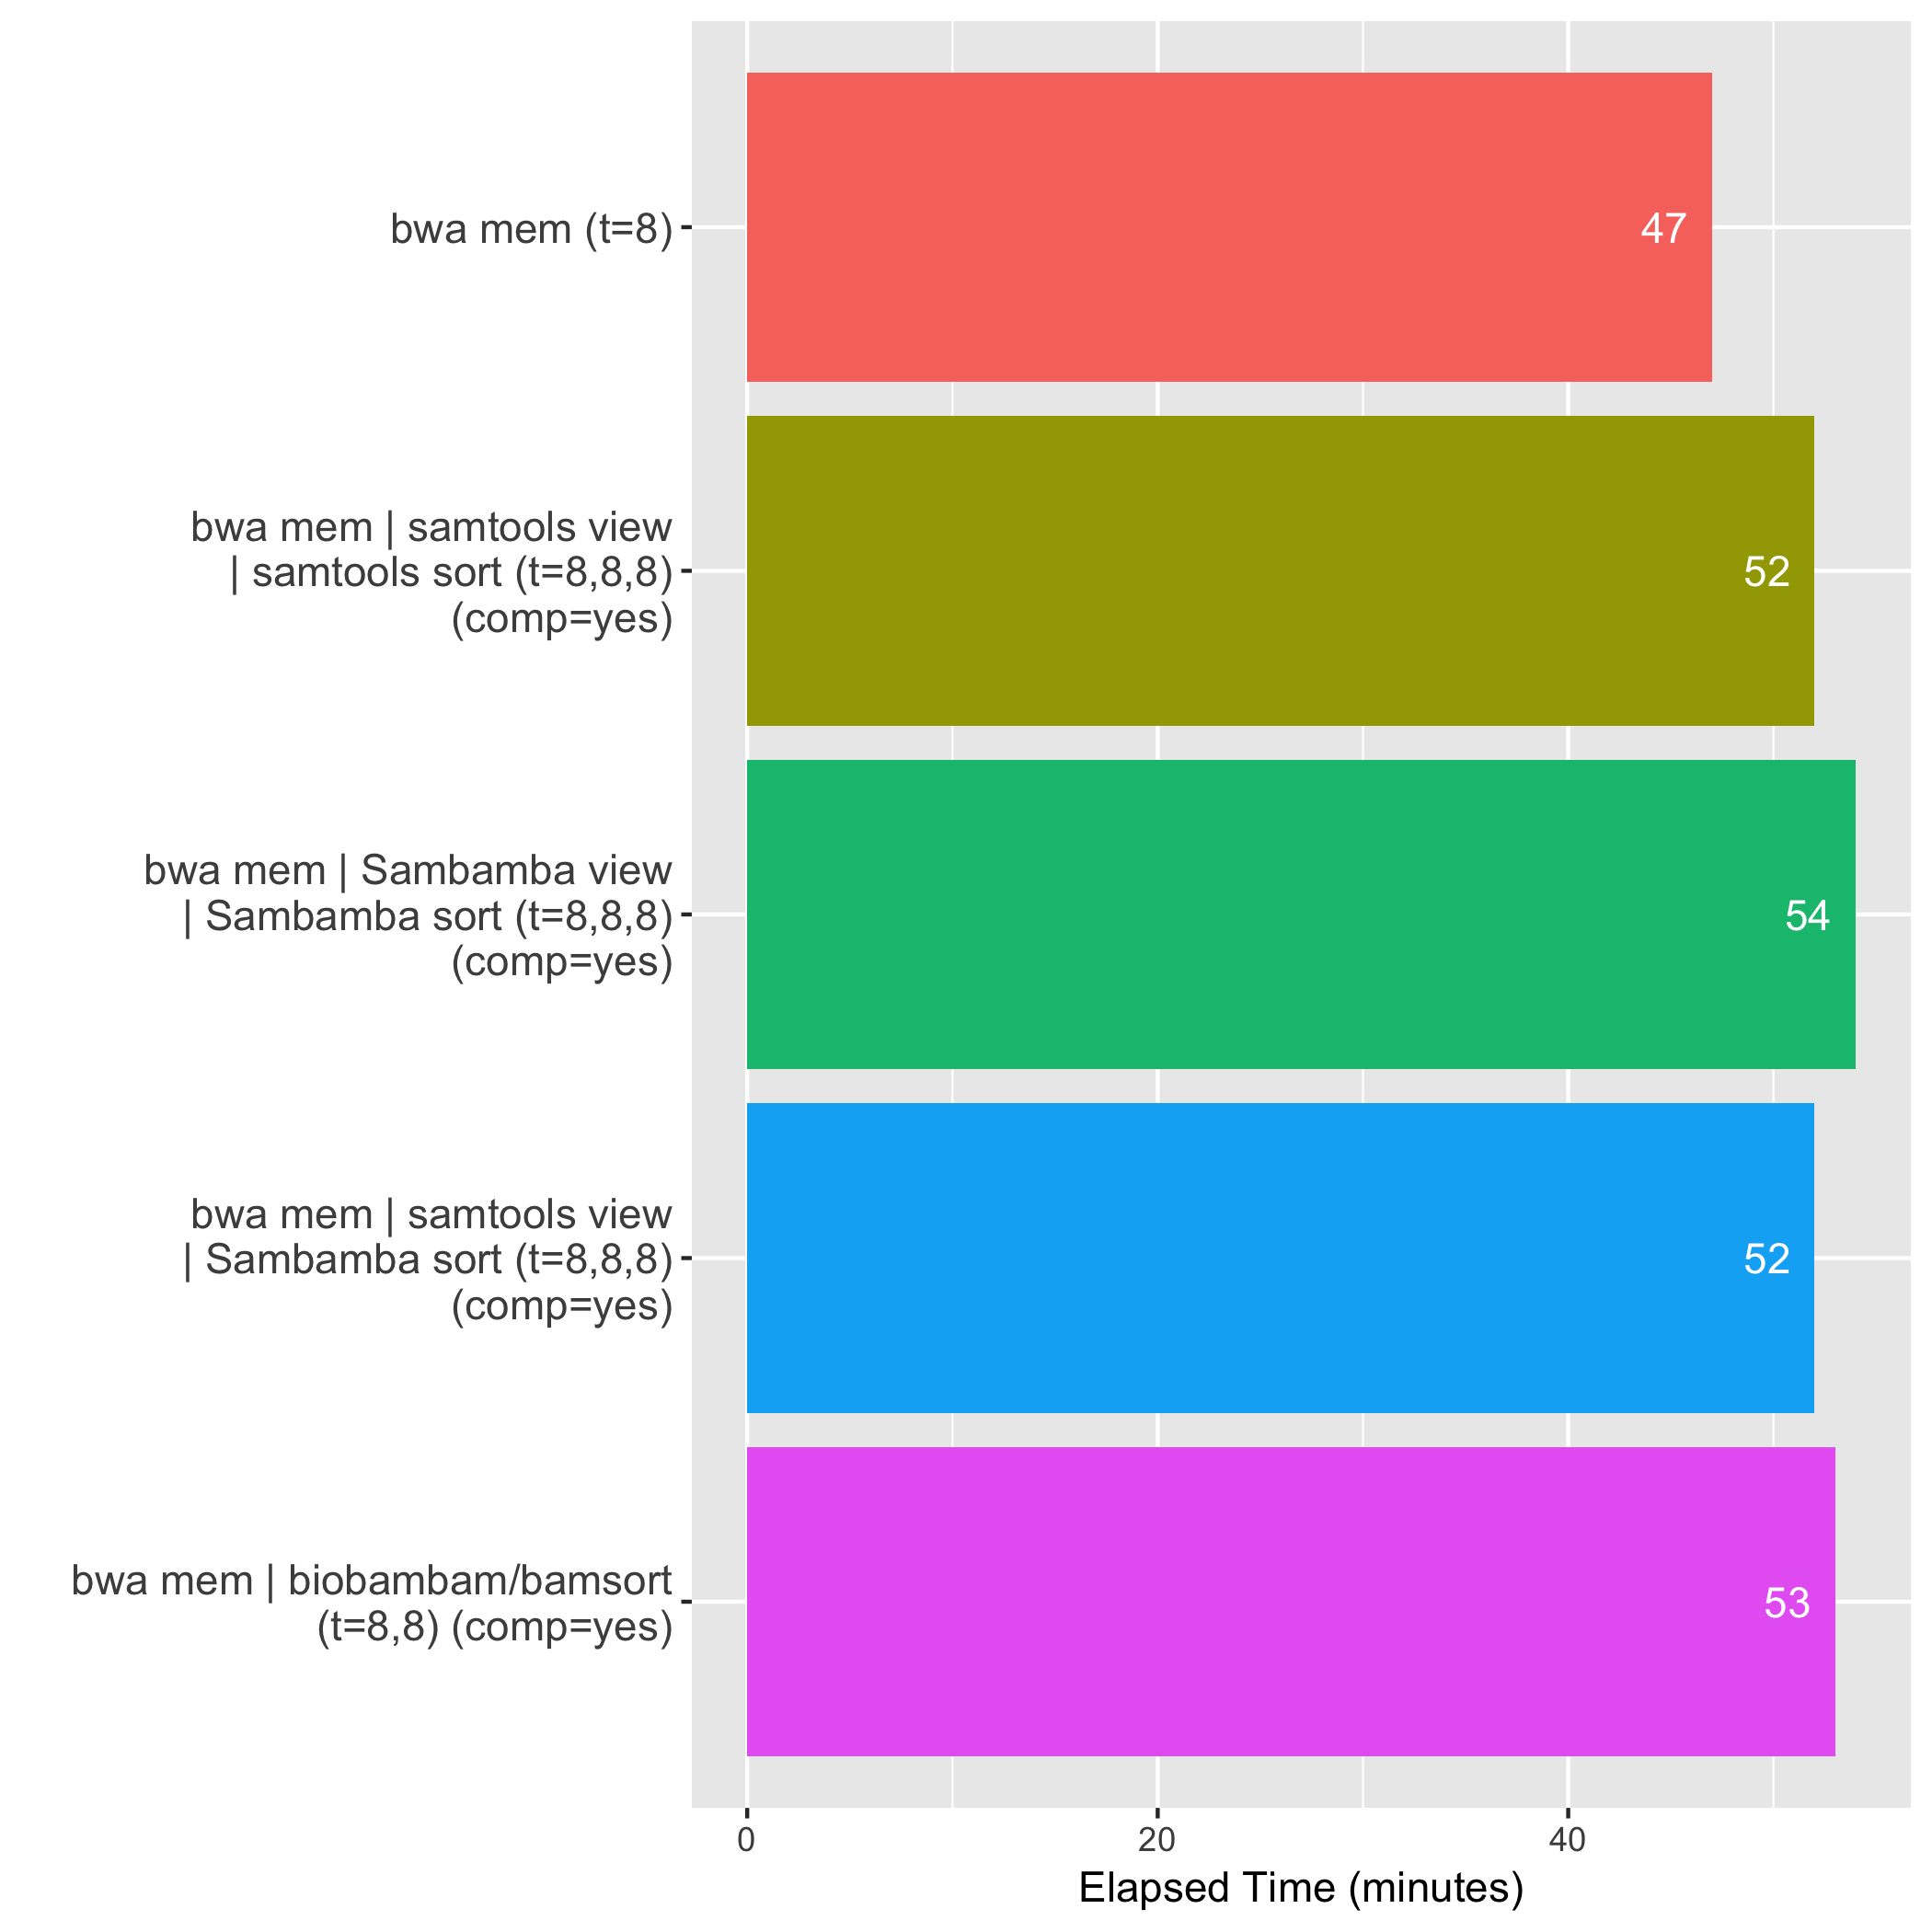 bwa mem (t=8)
47
bwa mem | samtools view
| samtools sort (t=8,8,8)
(comp=yes)
52
bwa mem | Sambamba view
| Sambamba sort (t=8,8,8)
(comp=yes)
54
bwa mem | samtools view
| Sambamba sort (t=8,8,8)
(comp=yes)
52
bwa mem | biobambam/bamsort
(t=8,8) (comp=yes)
53
0 20 40
Elapsed Time (minutes)